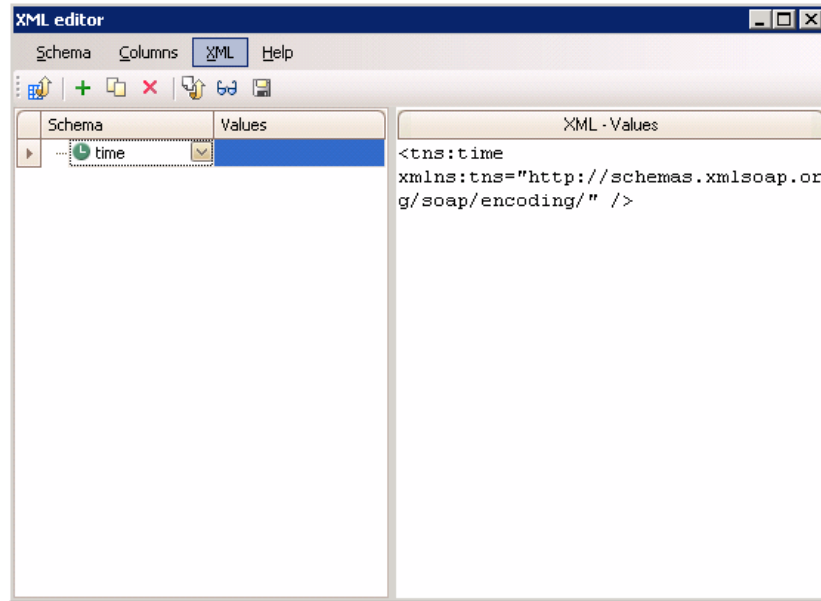 XML editor
Schema Columns XML Help
Schema Values
time
XML - Values
<tns:time
xmlns:tns="http://schemas.xmlsoap.or
g/soap/encoding/" />